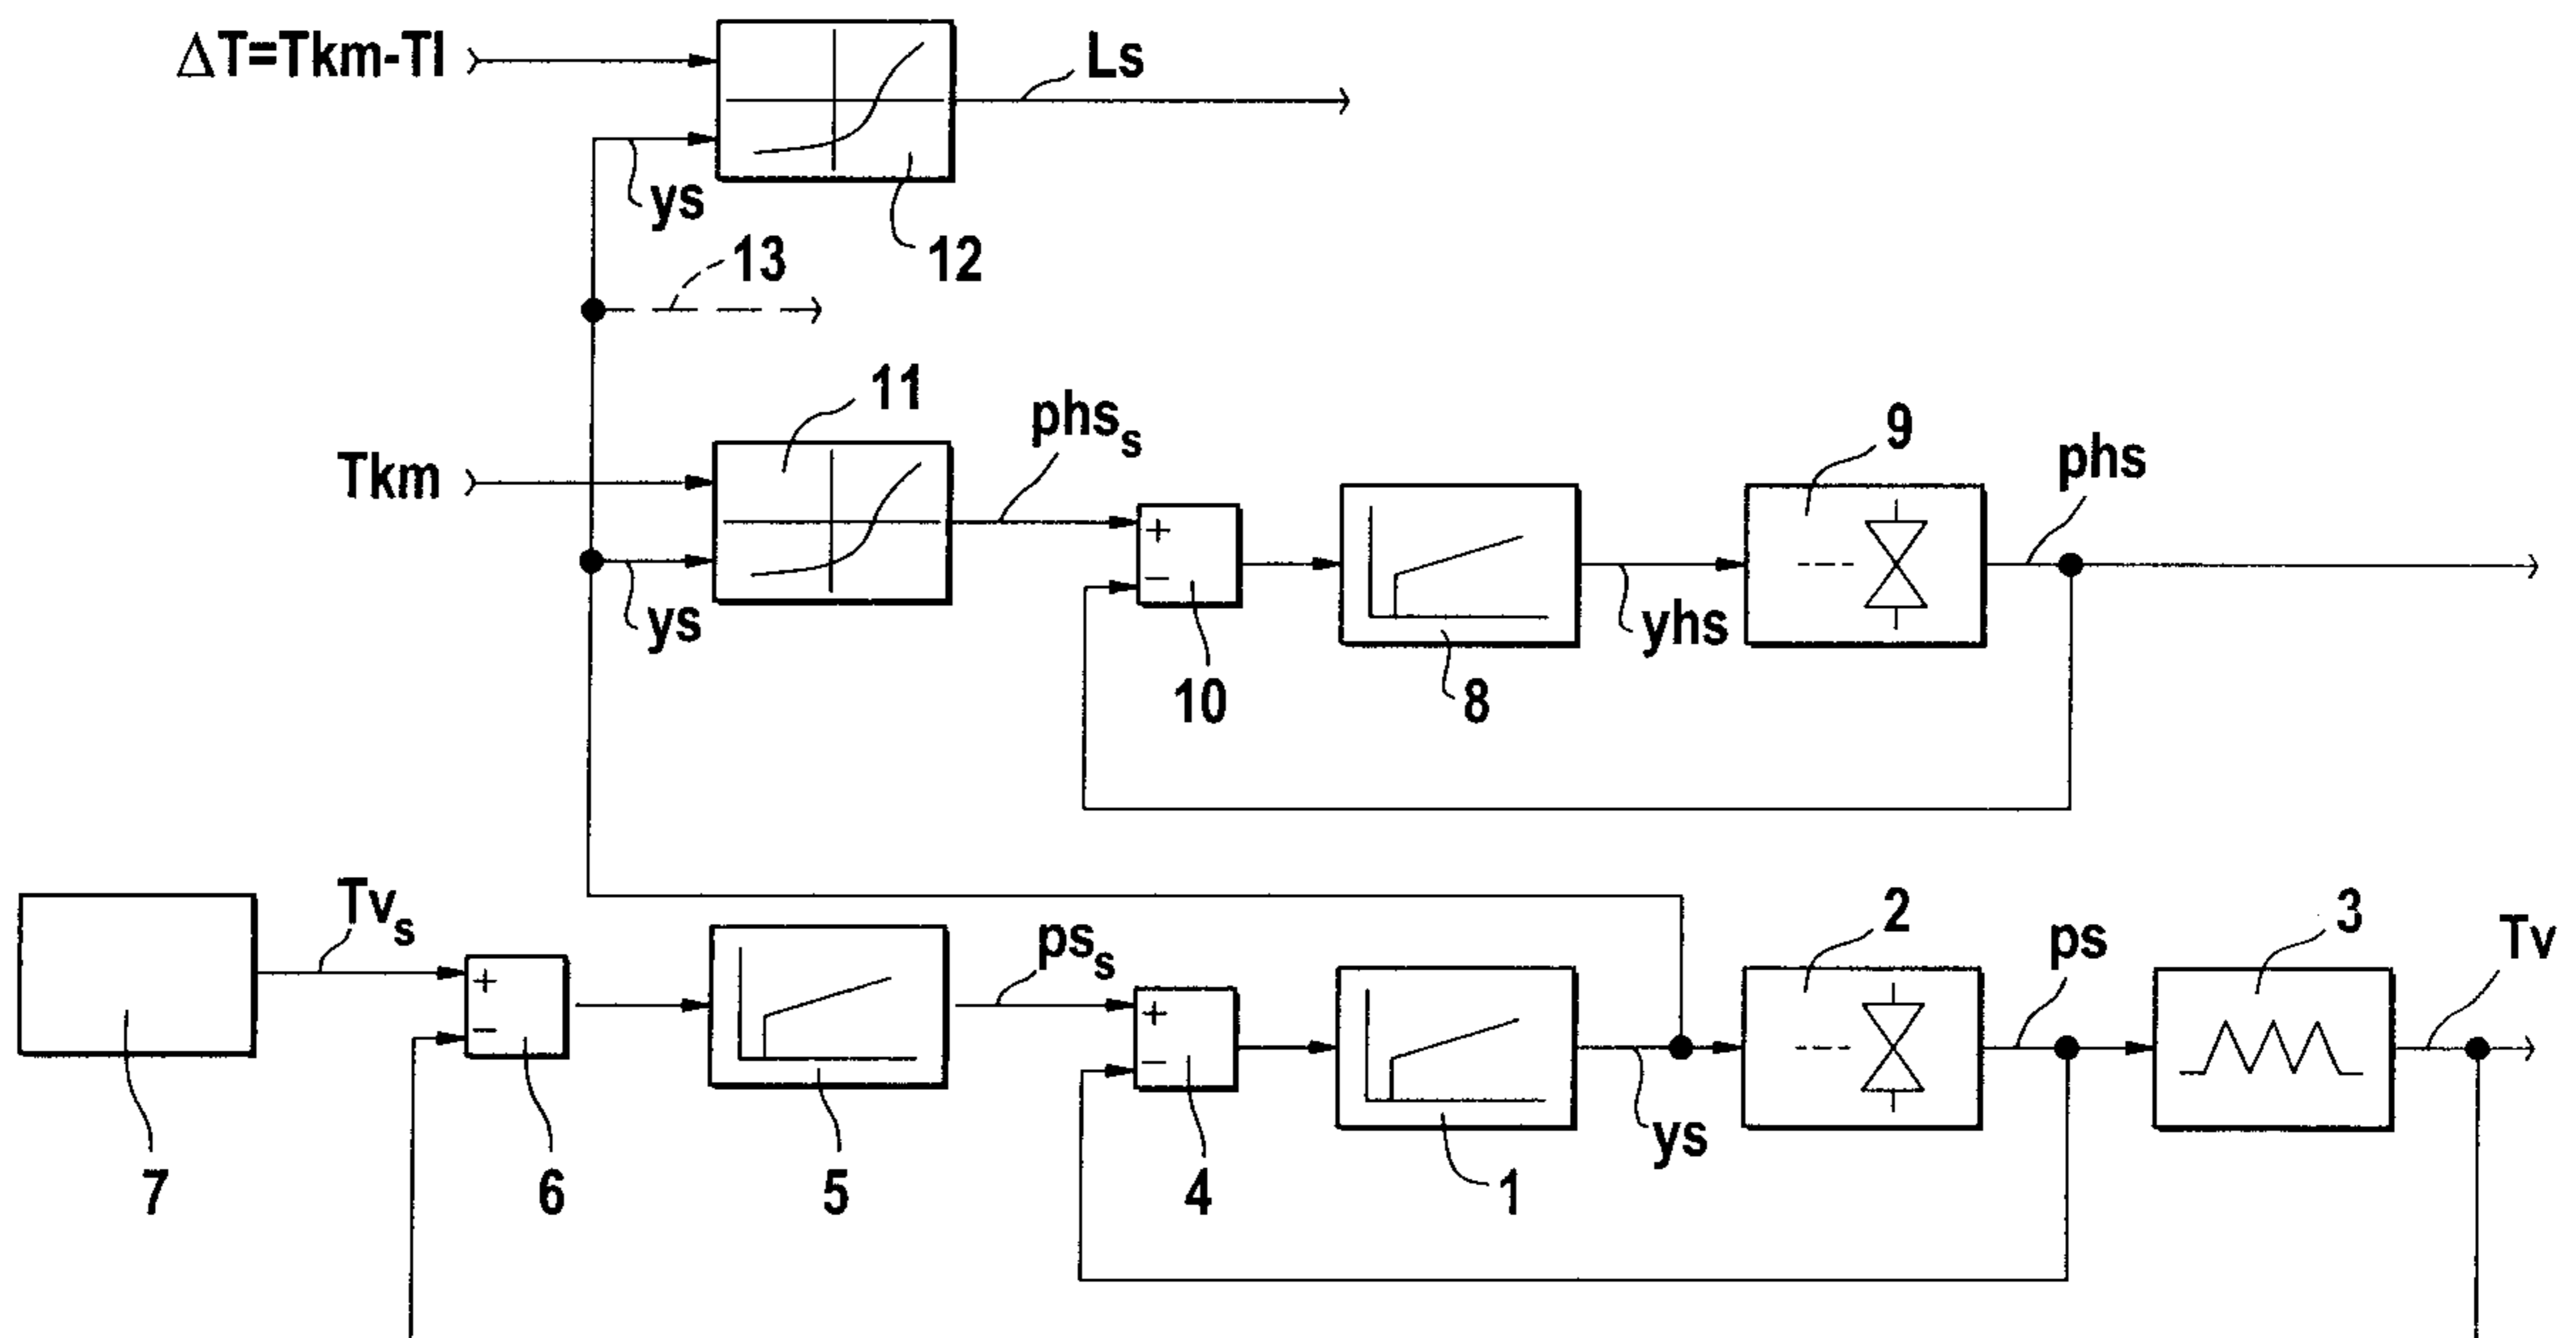 ΔT=Tkm-Tl
Ls
ys
12
13
11
phsₛ
9
phs
Tkm
+
−
ys
yhs
10
8
Tvₛ
2
3
Tv
psₛ
ps
+
−
+
−
ys
7
6
5
4
1